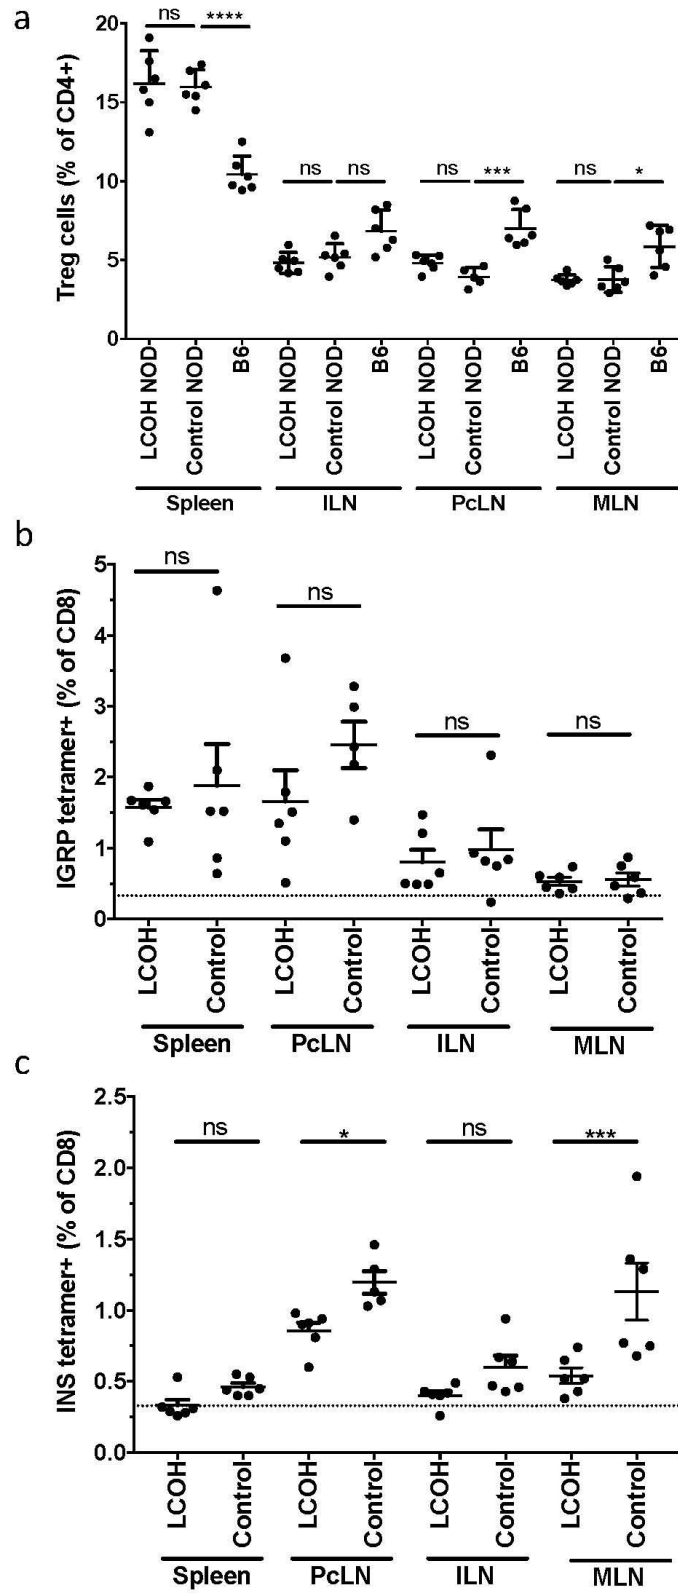 a
Treg cells (% of CD4+)
20
15
10
5
0
ns
****
ns
ns
ns
***
ns
*
LCOH NOD
Control NOD
B6
LCOH NOD
Control NOD
B6
LCOH NOD
Control NOD
B6
LCOH NOD
Control NOD
B6
Spleen
ILN
PcLN
MLN
b
IGRP tetramer+ (% of CD8)
5
4
3
2
1
0
ns
ns
ns
ns
LCOH
Control
LCOH
Control
LCOH
Control
LCOH
Control
Spleen
PcLN
ILN
MLN
c
INS tetramer+ (% of CD8)
2.5
2.0
1.5
1.0
0.5
0.0
ns
*
ns
***
LCOH
Control
LCOH
Control
LCOH
Control
LCOH
Control
Spleen
PcLN
ILN
MLN